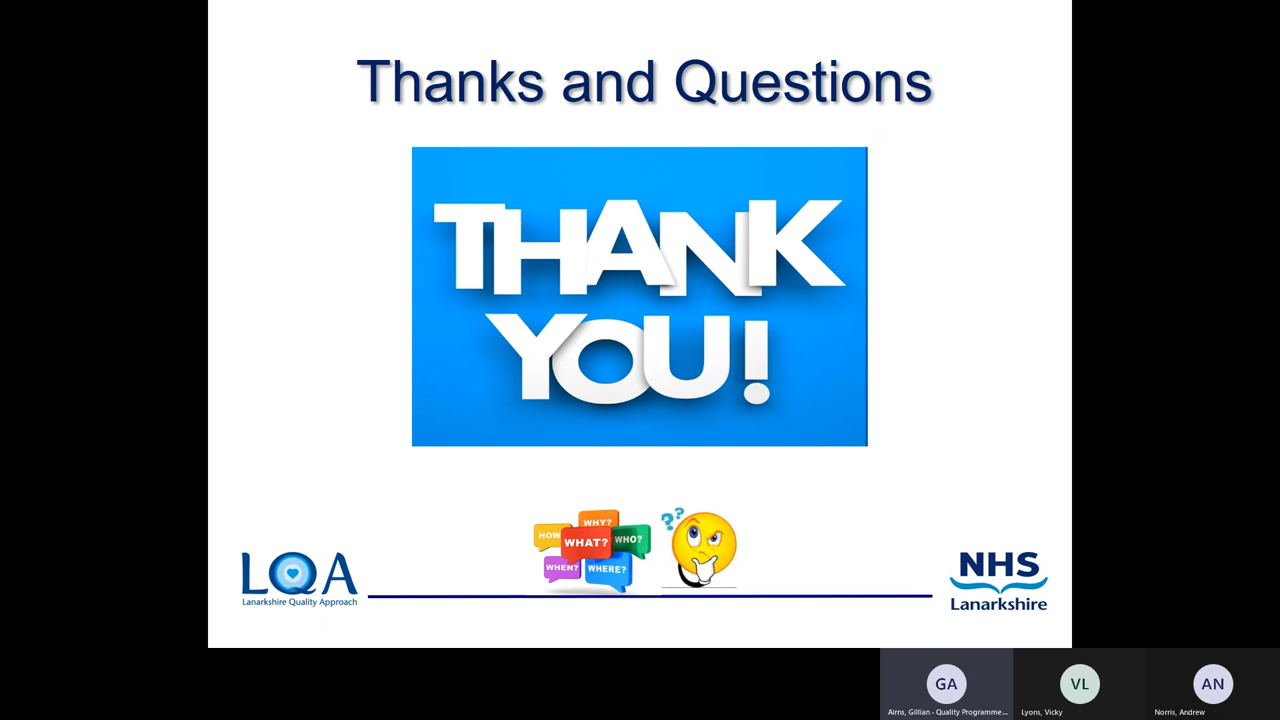 Thanks and Questions
THANK
YOU!
WHY?
HOW
WHAT?
WHO?
WHEN?
WHERE?
??
LQA
Lanarkshire Quality Approach
NHS
Lanarkshire
GA
VL
AN
Airns, Gillian - Quality Programme...
Lyons, Vicky
Norris, Andrew